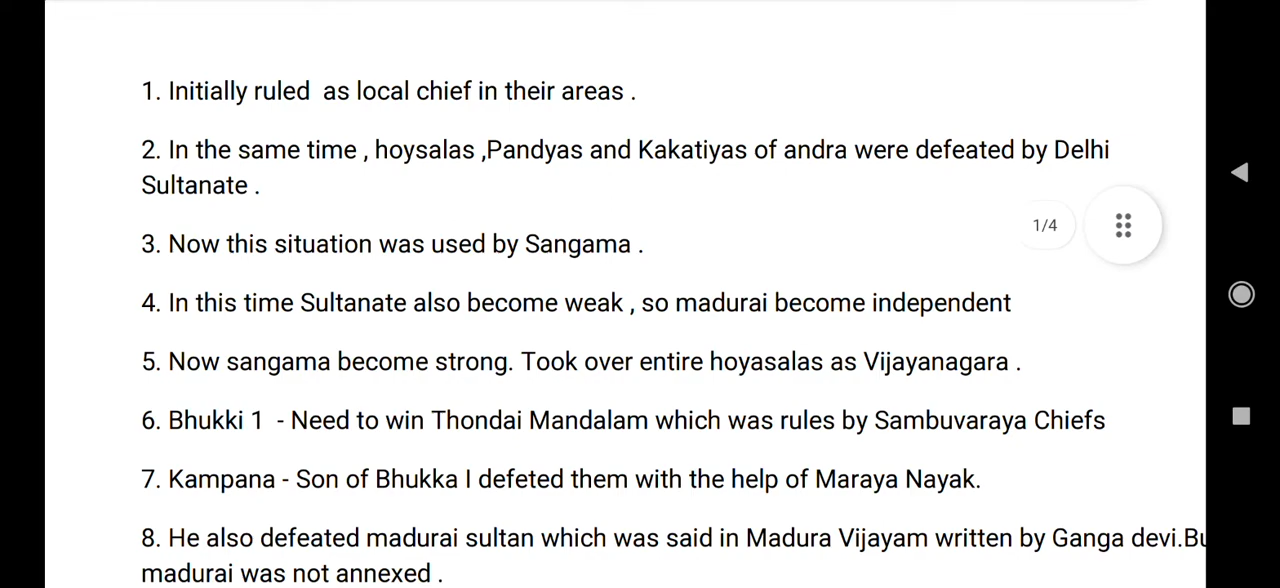 1. Initially ruled  as local chief in their areas .
2. In the same time , hoysalas ,Pandyas and Kakatiyas of andra were defeated by Delhi
Sultanate .
1/4
3. Now this situation was used by Sangama .
4. In this time Sultanate also become weak , so madurai become independent
5. Now sangama become strong. Took over entire hoyasalas as Vijayanagara .
6. Bhukki 1  - Need to win Thondai Mandalam which was rules by Sambuvaraya Chiefs
7. Kampana - Son of Bhukka I defeted them with the help of Maraya Nayak.
8. He also defeated madurai sultan which was said in Madura Vijayam written by Ganga devi.Bu
madurai was not annexed .